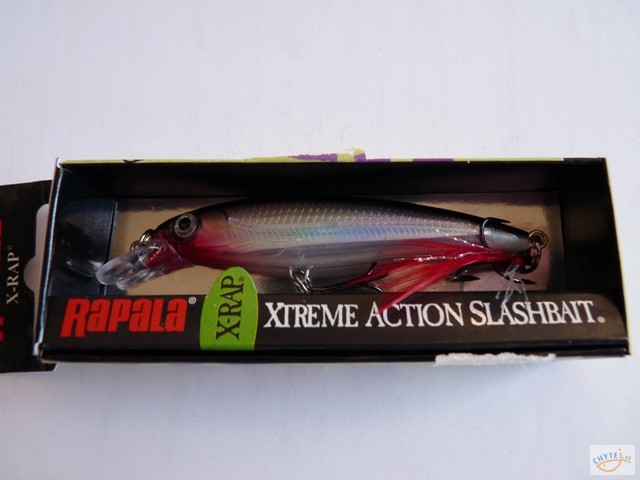 RAPALA®
X-RAP
XTREME ACTION SLASHBAIT®
X-RAP®